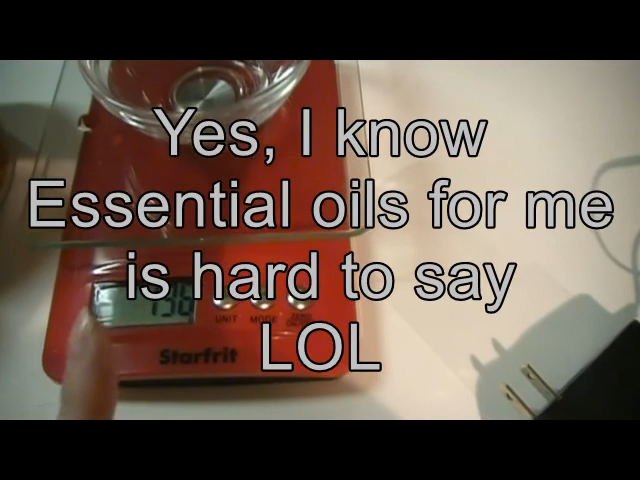 Yes, I know
Essential oils for me
is hard to say
UNIT MODE
Starfrit
LOL